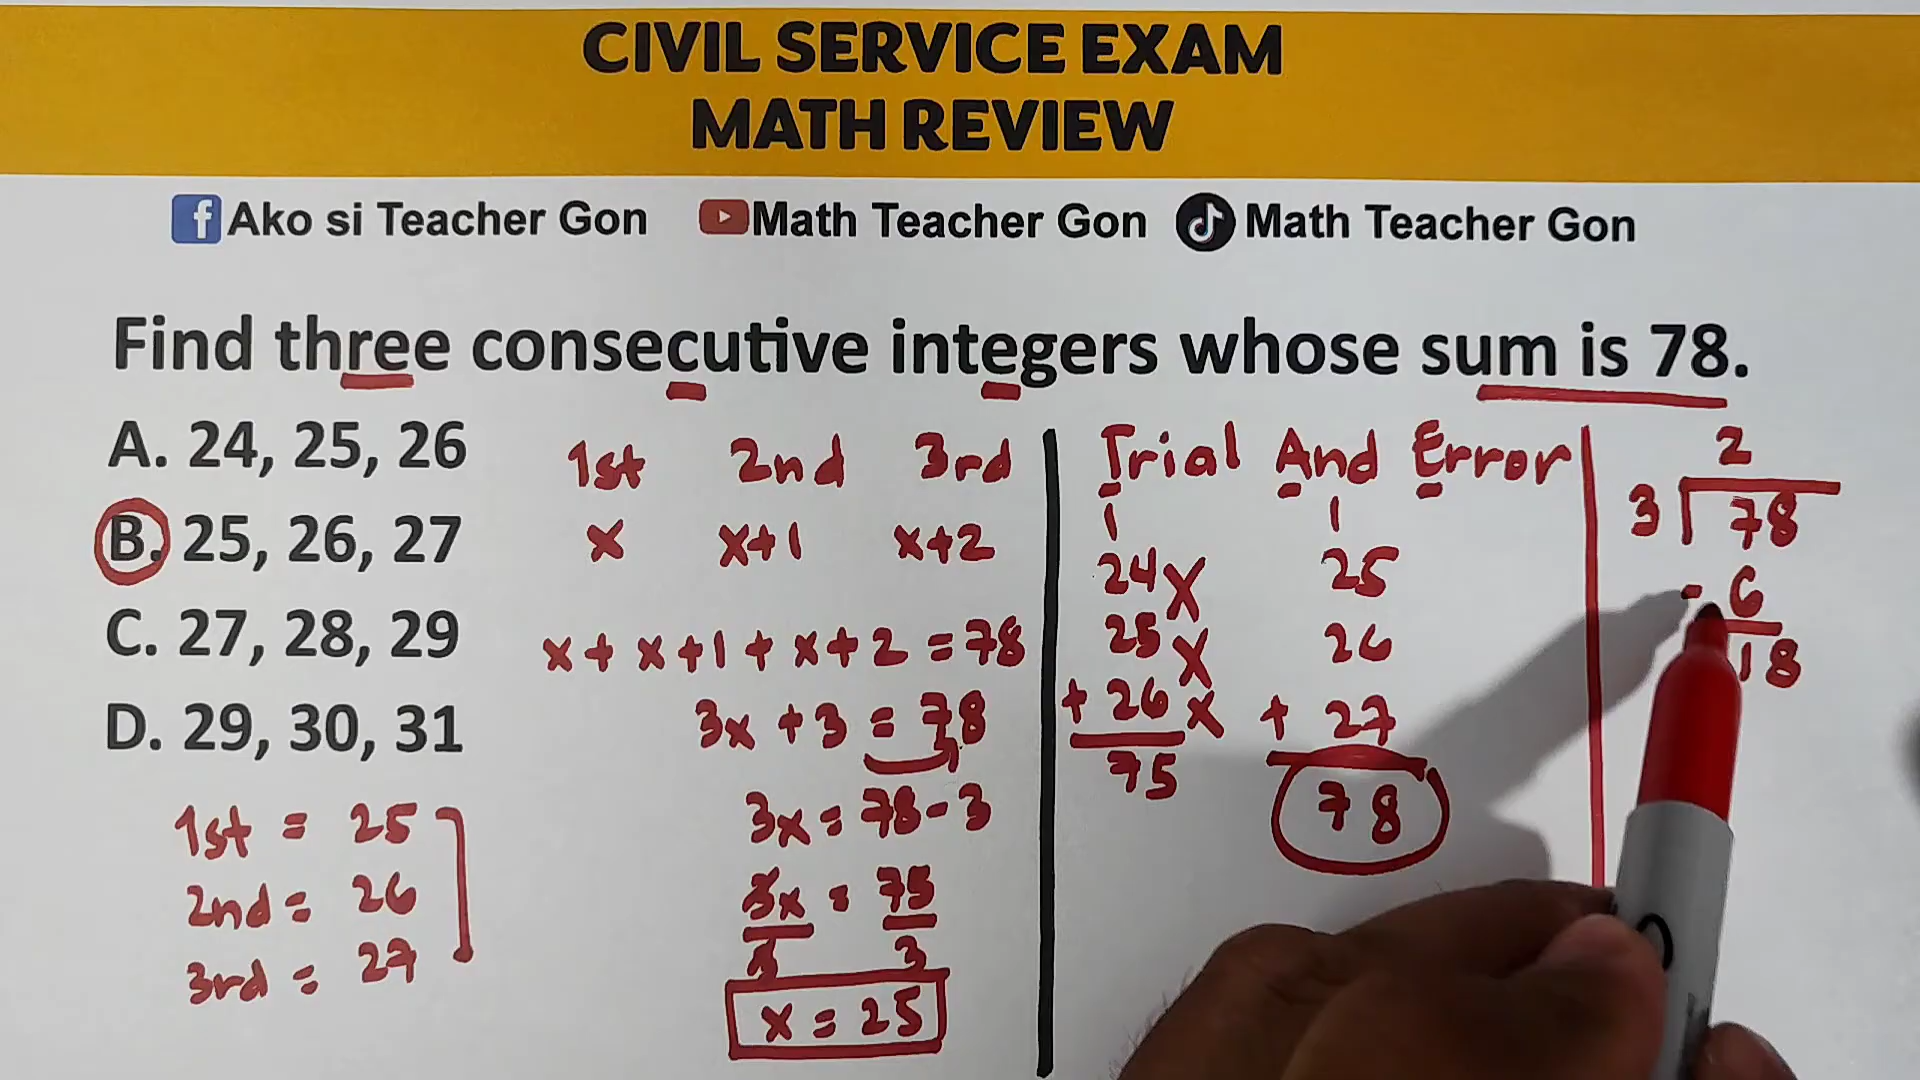 CIVIL SERVICE EXAM
MATH REVIEW
Ako si Teacher Gon Math Teacher Gon Math Teacher Gon
Find three consecutive integers whose sum is 78.
A. 24, 25, 26
B. 25, 26, 27
C. 27, 28, 29
D. 29, 30, 31
1st = 25
2nd = 26
3rd = 27
1st 2nd 3rd
x x+1 x+2
x + x + 1 + x + 2 = 78
3x + 3 = 78
3x = 78 - 3
3x = 75
3 3
x = 25
Trial And Error
1 1
24 x 25
25 x 26
+ 26 x + 27
75 78
2
3 78
- 6
18